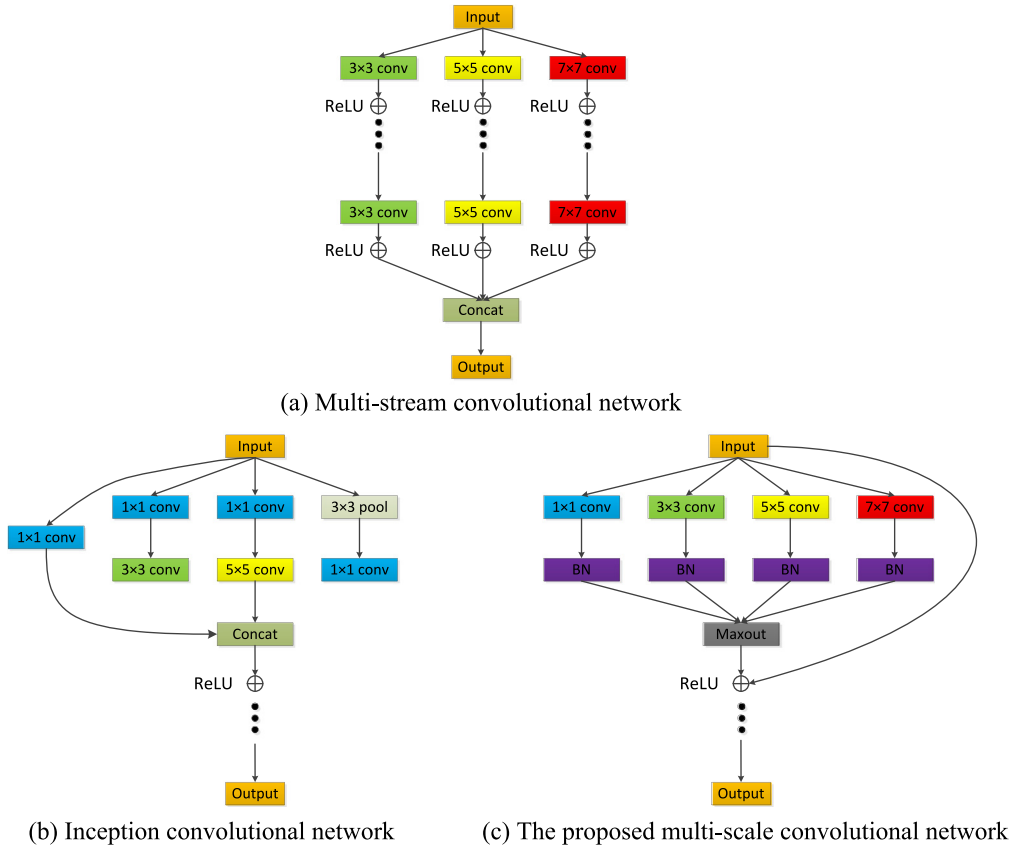 Input
3×3 conv 5×5 conv 7×7 conv
ReLU ReLU ReLU
3×3 conv 5×5 conv 7×7 conv
ReLU ReLU ReLU
Concat
Output
(a) Multi-stream convolutional network
Input
1×1 conv 1×1 conv 3×3 pool
1×1 conv
3×3 conv 5×5 conv 1×1 conv
Concat
ReLU
Output
(b) Inception convolutional network
Input
1×1 conv 3×3 conv 5×5 conv 7×7 conv
BN BN BN BN
Maxout
ReLU
Output
(c) The proposed multi-scale convolutional network